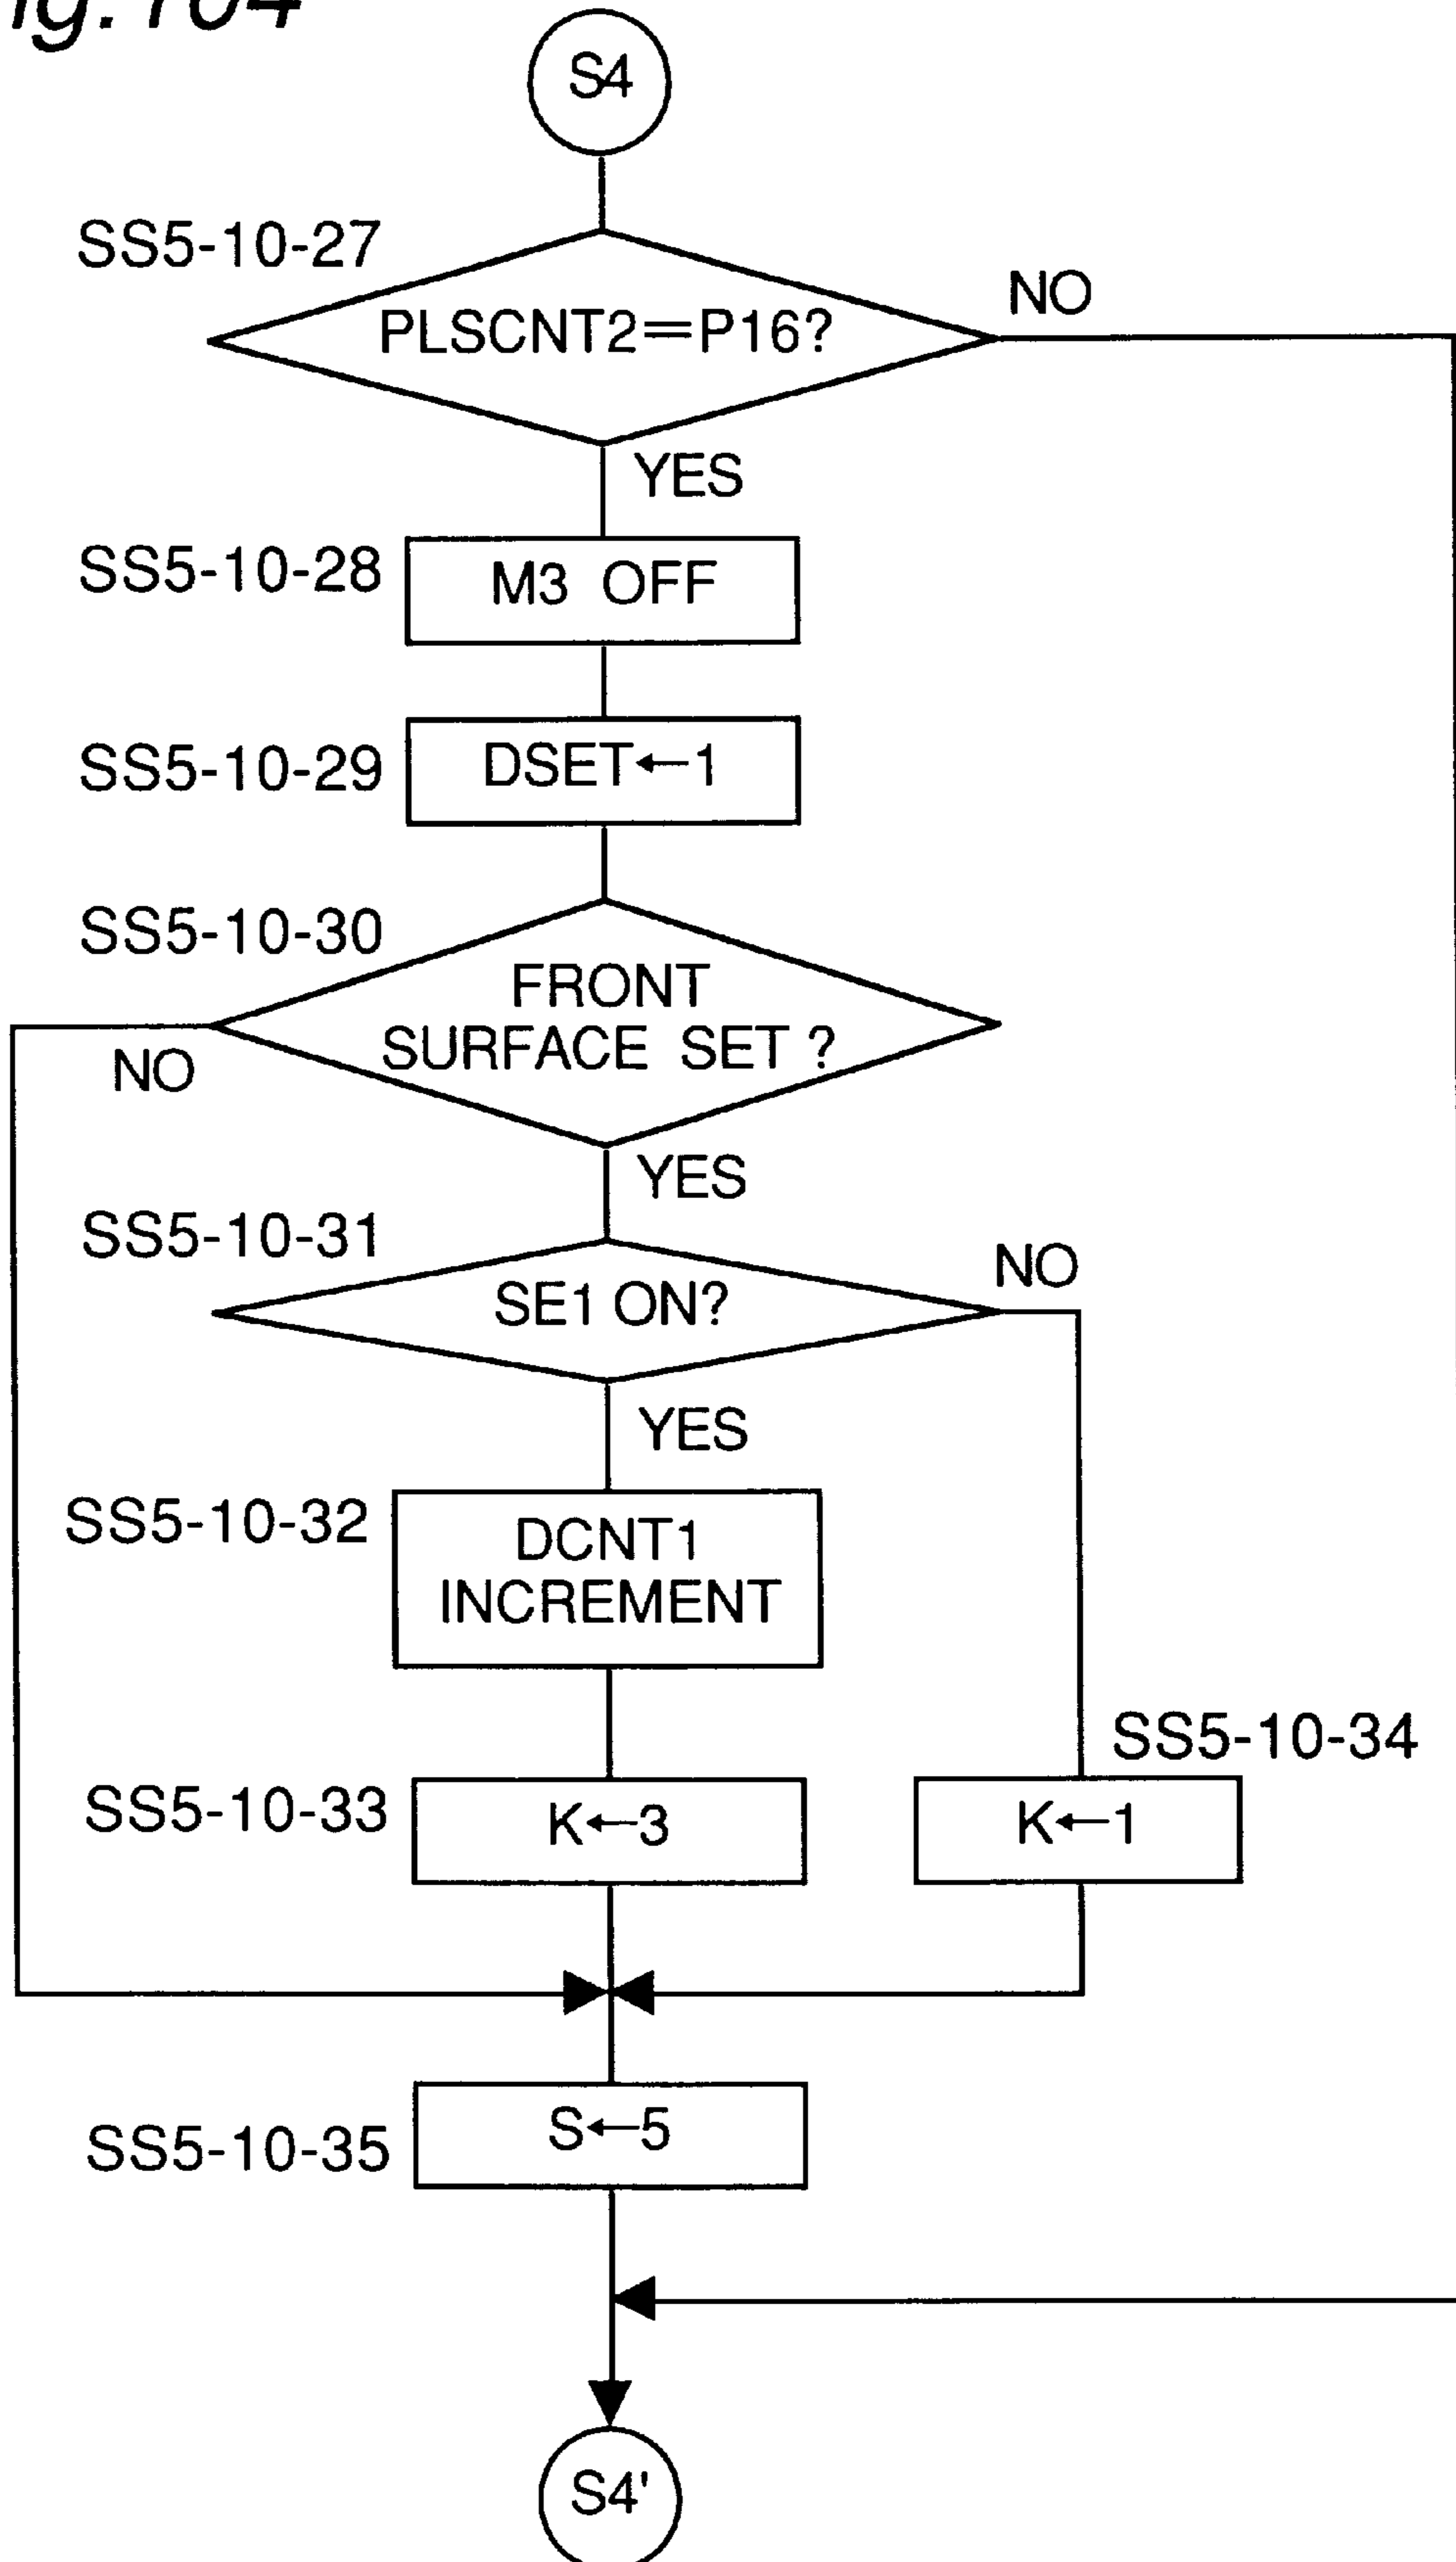 ig. 104
S4
SS5-10-27
PLSCNT2=P16?
NO
YES
SS5-10-28
M3 OFF
SS5-10-29
DSET←1
SS5-10-30
FRONT
SURFACE SET ?
NO
YES
SS5-10-31
SE1 ON?
NO
YES
SS5-10-32
DCNT1
INCREMENT
SS5-10-34
SS5-10-33
K←3
K←1
S←5
SS5-10-35
S4'